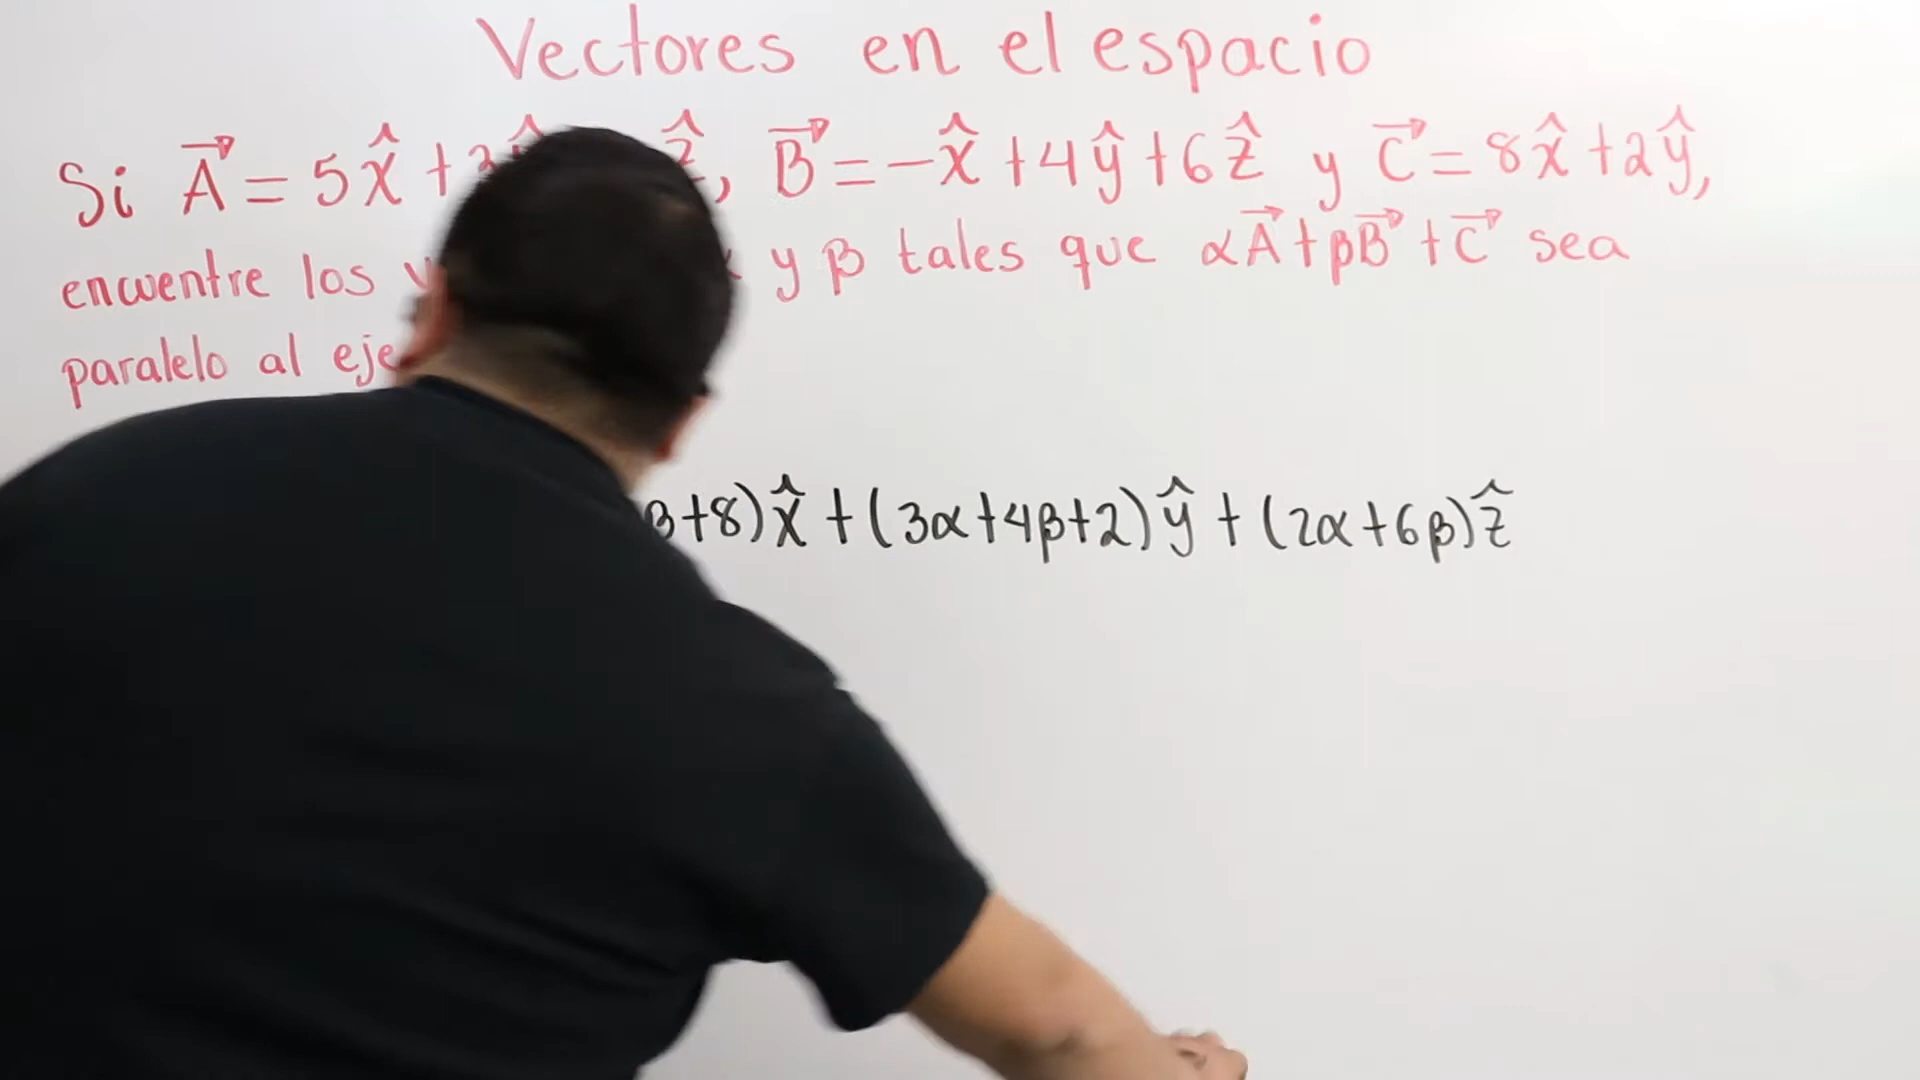 Vectores en el espacio
Si A⃗ = 5x̂ + ẑ, B⃗ = -x̂ + 4ŷ + 6ẑ y C⃗ = 8x̂ + 2ŷ,
encuentre los y β tales que αA⃗ + βB⃗ + C⃗ sea
paralelo al eje
β+8)x̂ + (3α+4β+2)ŷ + (2α+6β)ẑ